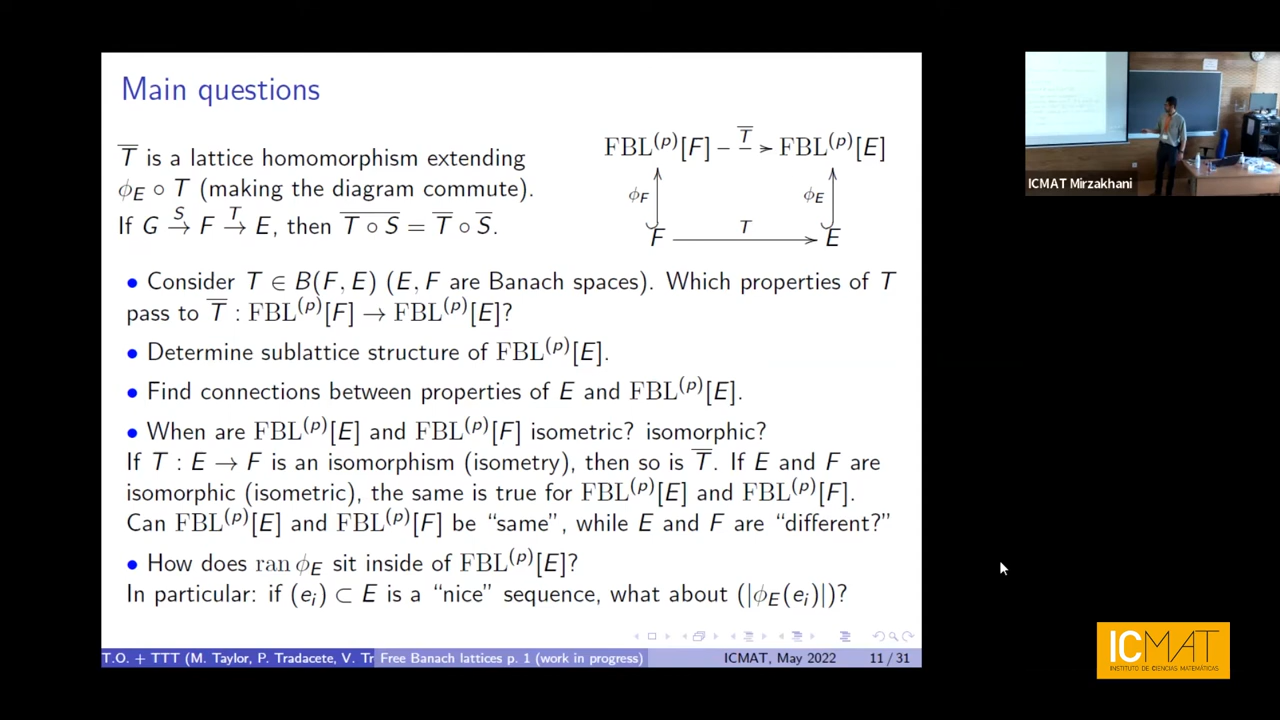 Main questions
T̅ is a lattice homomorphism extending
ϕ_E ∘ T (making the diagram commute).
If G →^S F →^T E, then \overline{T ∘ S} = T̅ ∘ S̅.
FBL^(p)[F] - T̅ -> FBL^(p)[E]
ϕ_F ϕ_E
F T E
• Consider T ∈ B(F, E) (E, F are Banach spaces). Which properties of T
pass to T̅ : FBL^(p)[F] → FBL^(p)[E]?
• Determine sublattice structure of FBL^(p)[E].
• Find connections between properties of E and FBL^(p)[E].
• When are FBL^(p)[E] and FBL^(p)[F] isometric? isomorphic?
If T : E → F is an isomorphism (isometry), then so is T̅. If E and F are
isomorphic (isometric), the same is true for FBL^(p)[E] and FBL^(p)[F].
Can FBL^(p)[E] and FBL^(p)[F] be “same”, while E and F are “different?”
• How does ran ϕ_E sit inside of FBL^(p)[E]?
In particular: if (e_i) ⊂ E is a “nice” sequence, what about (|ϕ_E(e_i)|)?
T.O. + TTT (M. Taylor, P. Tradacete, V. Tr Free Banach lattices p. 1 (work in progress) ICMAT, May 2022 11 / 31
ICMAT Mirzakhani
ICMAT
INSTITUTO DE CIENCIAS MATEMÁTICAS